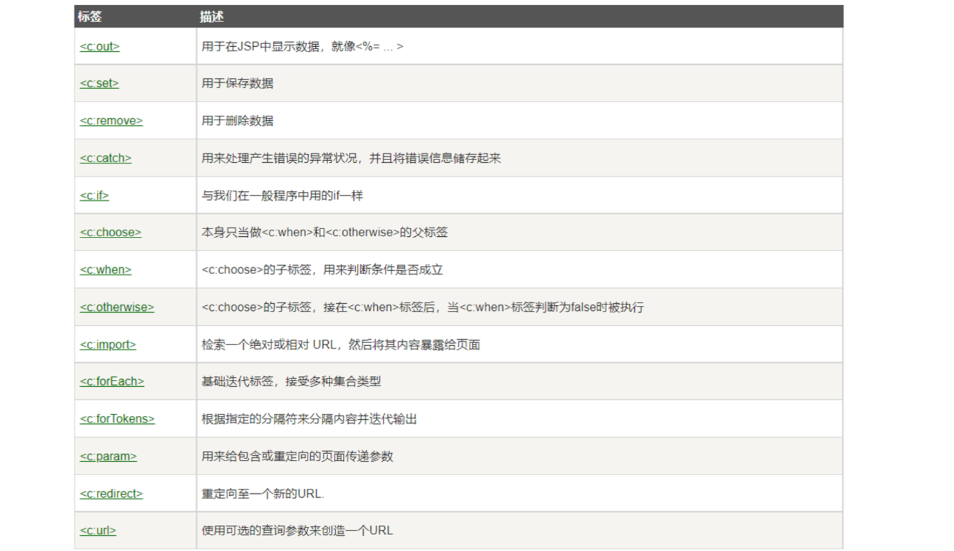 标签 描述
<c:out> 用于在JSP中显示数据，就像<%= ... >
<c:set> 用于保存数据
<c:remove> 用于删除数据
<c:catch> 用来处理产生错误的异常状况，并且将错误信息储存起来
<c:if> 与我们在一般程序中用的if一样
<c:choose> 本身只当做<c:when>和<c:otherwise>的父标签
<c:when> <c:choose>的子标签，用来判断条件是否成立
<c:otherwise> <c:choose>的子标签，接在<c:when>标签后，当<c:when>标签判断为false时被执行
<c:import> 检索一个绝对或相对 URL，然后将其内容暴露给页面
<c:forEach> 基础迭代标签，接受多种集合类型
<c:forTokens> 根据指定的分隔符来分隔内容并迭代输出
<c:param> 用来给包含或重定向的页面传递参数
<c:redirect> 重定向至一个新的URL.
<c:url> 使用可选的查询参数来创造一个URL